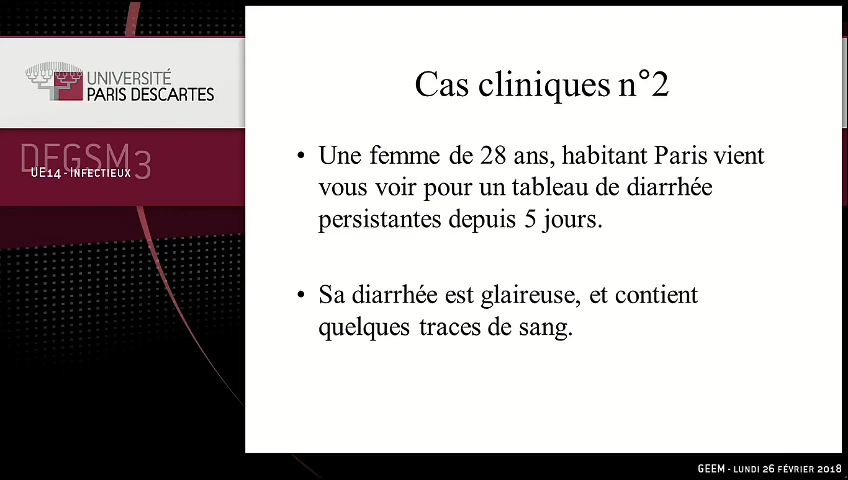 UNIVERSITÉ
PARIS DESCARTES
DFGSM3
UE14 - INFECTIEUX
Cas cliniques n°2
• Une femme de 28 ans, habitant Paris vient
vous voir pour un tableau de diarrhée
persistantes depuis 5 jours.
• Sa diarrhée est glaireuse, et contient
quelques traces de sang.
GEEM - LUNDI 26 FÉVRIER 2018